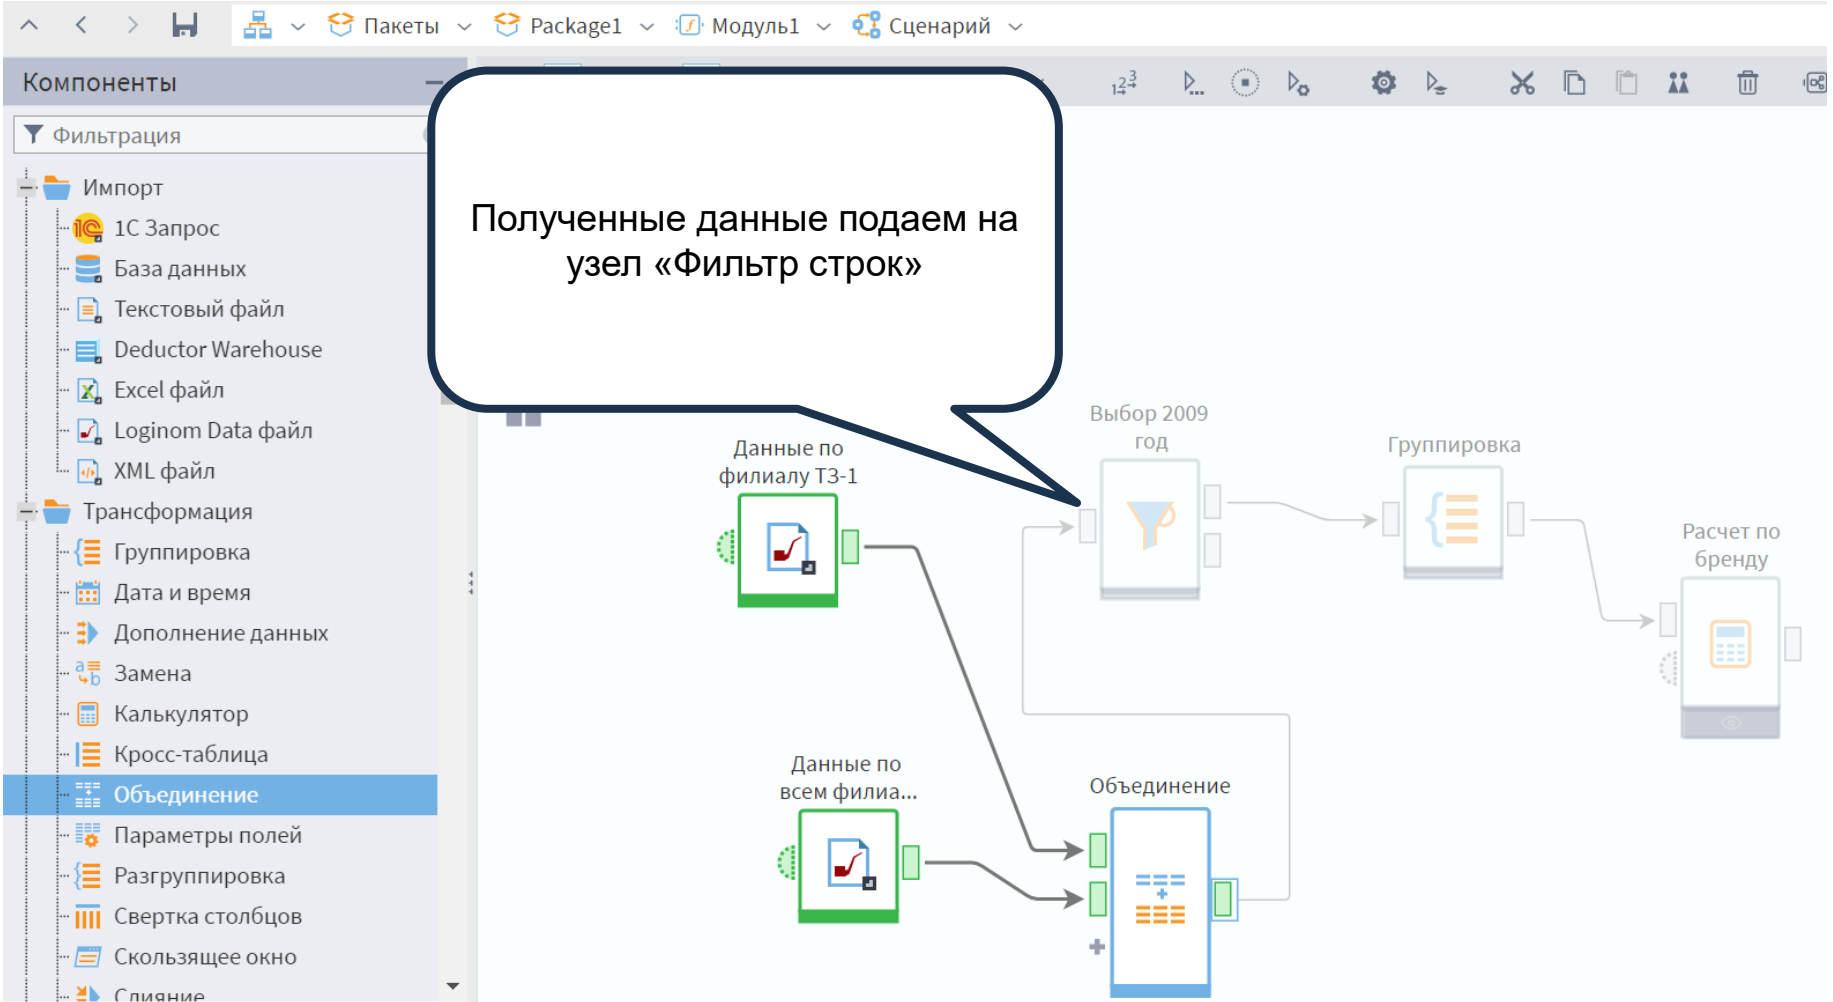 Пакеты
Package1
Модуль1
Сценарий
Компоненты
Фильтрация
Импорт
1С Запрос
База данных
Текстовый файл
Deductor Warehouse
Excel файл
Loginom Data файл
XML файл
Трансформация
Группировка
Дата и время
Дополнение данных
Замена
Калькулятор
Кросс-таблица
Объединение
Параметры полей
Разгруппировка
Свертка столбцов
Скользящее окно
Слияние
Полученные данные подаем на
узел «Фильтр строк»
Данные по
филиалу ТЗ-1
Выбор 2009
год
Группировка
Расчет по
бренду
Данные по
всем филиа...
Объединение